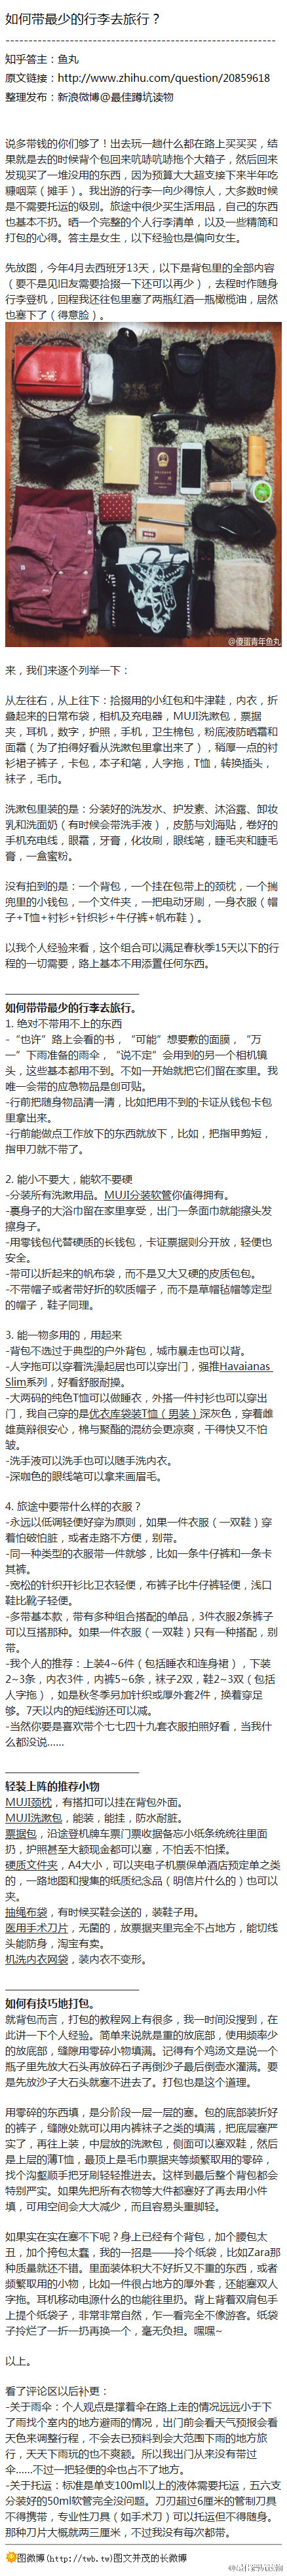 如何带最少的行李去旅行？
知乎答主：鱼丸
原文链接：http://www.zhihu.com/question/20859618
整理发布：新浪微博@最佳蹲坑读物
说多带钱的你们够了！出去玩一趟什么都在路上买买买，结
果就是去的时候背个包回来吭哧吭哧拖个大箱子，然后回来
发现买了一堆没用的东西，因为预算大大超支接下来半年吃
糠咽菜（摊手）。我出游的行李一向少得惊人，大多数时候
是不需要托运的级别。旅途中很少买生活用品，自己的东西
也基本不扔。晒一个完整的个人行李清单，以及一些精简和
打包的心得。答主是女生，以下经验也是偏向女生。
先放图，今年4月去西班牙13天，以下是背包里的全部内容
（要不是见旧友需要拾掇一下还可以再少），去程时作随身
行李登机，回程我还往包里塞了两瓶红酒一瓶橄榄油，居然
也塞下了（得意脸）。
@傻蛋青年鱼丸
来，我们来逐个列举一下：
从左往右，从上往下：拾掇用的小红包和牛津鞋，内衣，折
叠起来的日常布袋，相机及充电器，MUJI洗漱包，票据
夹，耳机，数字，护照，手机，卫生棉包，粉底液防晒霜和
面霜（为了拍得好看从洗漱包里拿出来了），稍厚一点的衬
衫裙子裤子，卡包，本子和笔，人字拖，T恤，转换插头，
袜子，毛巾。
洗漱包里装的是：分装好的洗发水、护发素、沐浴露、卸妆
乳和洗面奶（有时候会带洗手液），皮筋与刘海贴，卷好的
手机充电线，眼霜，牙膏，化妆刷，眼线笔，睫毛夹和睫毛
膏，一盒蜜粉。
没有拍到的是：一个背包，一个挂在包带上的颈枕，一个揣
兜里的小钱包，一个文件夹，一把电动牙刷，一身衣服（帽
子+T恤+衬衫+针织衫+牛仔裤+帆布鞋）。
以我个人经验来看，这个组合可以满足春秋季15天以下的行
程的一切需要，路上基本不用添置任何东西。
如何带带最少的行李去旅行。
1. 绝对不带用不上的东西
-“也许”路上会看的书，“可能”想要敷的面膜，“万
一”下雨准备的雨伞，“说不定”会用到的另一个相机镜
头，这些基本都用不到。不如一开始就把它们留在家里。我
唯一会带的应急物品是创可贴。
-行前把随身物品清一清，比如把用不到的卡证从钱包卡包
里拿出来。
-行前能做点工作放下的东西就放下，比如，把指甲剪短，
指甲刀就不带了。
2. 能小不要大，能软不要硬
-分装所有洗漱用品。MUJI分装软管你值得拥有。
-裹身子的大浴巾留在家里享受，出门一条面巾就能擦头发
擦身子。
-用零钱包代替硬质的长钱包，卡证票据则分开放，轻便也
安全。
-带可以折起来的帆布袋，而不是又大又硬的皮质包包。
-不带帽子或者带好折的软质帽子，而不是草帽毡帽等定型
的帽子，鞋子同理。
3. 能一物多用的，用起来
-背包不选过于典型的户外背包，城市暴走也可以背。
-人字拖可以穿着洗澡起居也可以穿出门，强推Havaianas
Slim系列，好看舒服耐操。
-大两码的纯色T恤可以做睡衣，外搭一件衬衫也可以穿出
门，我自己穿的是优衣库袋装T恤（男装）深灰色，穿着雌
雄莫辩很安心，棉与聚酯的混纺会更凉爽，干得快又不怕
皱。
-洗手液可以洗手也可以随手洗内衣。
-深咖色的眼线笔可以拿来画眉毛。
4. 旅途中要带什么样的衣服？
-永远以低调轻便好穿为原则，如果一件衣服（一双鞋）穿
着怕破怕脏，或者走路不方便，别带。
-同一种类型的衣服带一件就够，比如一条牛仔裤和一条卡
其裤。
-宽松的针织开衫比卫衣轻便，布裤子比牛仔裤轻便，浅口
鞋比靴子轻便。
-多带基本款，带有多种组合搭配的单品，3件衣服2条裤子
可以互搭那种。如果一件衣服（一双鞋）只有一种搭配，别
带。
-我个人的推荐：上装4~6件（包括睡衣和连身裙），下装
2~3条，内衣3件，内裤5~6条，袜子2双，鞋2~3双（包括
人字拖），如是秋冬季另加针织或厚外套2件，换着穿足
够。7天以内的短线游还可以减。
-当然你要是喜欢带个七七四十九套衣服拍照好看，当我什
么都没说……
轻装上阵的推荐小物
MUJI颈枕，有搭扣可以挂在背包外面。
MUJI洗漱包，能装，能挂，防水耐脏。
票据包，沿途登机牌车票门票收据备忘小纸条统统往里面
扔，护照甚至大额现金都可以塞，不怕丢不怕揉。
硬质文件夹，A4大小，可以夹电子机票保单酒店预定单之类
的，一路地图和搜集的纸质纪念品（明信片什么的）也可以
夹。
抽绳布袋，有时候买鞋会送的，装鞋子用。
医用手术刀片，无菌的，放票据夹里完全不占地方，能切线
头能防身，淘宝有卖。
机洗内衣网袋，装内衣不变形。
如何有技巧地打包。
就背包而言，打包的教程网上有很多，我一时间没搜到，在
此讲一下个人经验。简单来说就是重的放底部，使用频率少
的放底部，缝隙用零碎小物填满。记得有个鸡汤文是说一个
瓶子里先放大石头再放碎石子再倒沙子最后倒壶水灌满。要
是先放沙子大石头就塞不进去了。打包也是这个道理。
用零碎的东西填，是分阶段一层一层的塞。包的底部装折好
的裤子，缝隙处就可以用内裤袜子之类的填满，把底层塞严
实了，再往上装，中层放的洗漱包，侧面可以塞双鞋，然后
是上层的薄T恤，最顶上是毛巾票据夹等频繁取用的零碎，
找个沟壑顺手把牙刷轻轻推进去。这样到最后整个背包都会
特别严实。如果先把所有衣物等大件都塞好了再去用小件
填，可用空间会大大减少，而且容易头重脚轻。
如果实在实在塞不下呢？身上已经有个背包，加个腰包太
丑，加个挎包太蠢，我的一招是——拎个纸袋，比如Zara那
种质量就还不错。里面装体积大不好折又不重的东西，或者
频繁取用的小物，比如一件很占地方的厚外套，还能塞双人
字拖。耳机移动电源什么的也能往里扔。背上背着双肩包手
上提个纸袋子，非常非常自然，乍一看完全不像游客。纸袋
子拎烂了一折一扔再换一个，毫无负担。嘿嘿~
以上。
看了评论区以后补更：
-关于雨伞：个人观点是撑着伞在路上走的情况远远小于下
了雨找个室内的地方避雨的情况，出门前会看天气预报会看
天色来调整行程，不会去已预料到会大范围下雨的地方旅
行，天天下雨玩的也不爽额。所以我出门从来没有带过
伞……不过一把轻便的伞也占不了地方。
-关于托运：标准是单支100ml以上的液体需要托运，五六支
分装好的50ml软管完全没问题。刀刃超过6厘米的管制刀具
不得携带，专业性刀具（如手术刀）可以托运但不得随身。
那种刀片大概就两三厘米，不过我没有每次都带。
图微博(http://twb.tw)图文并茂的长微博